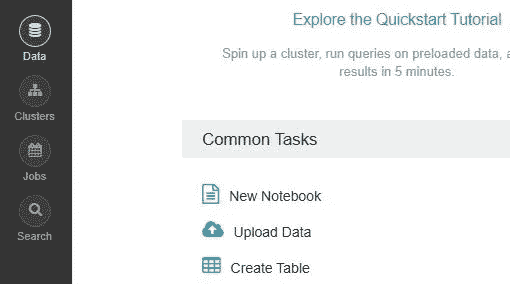 Data
Clusters
Jobs
Search
Explore the Quickstart Tutorial
Spin up a cluster, run queries on preloaded data,
results in 5 minutes.
Common Tasks
New Notebook
Upload Data
Create Table